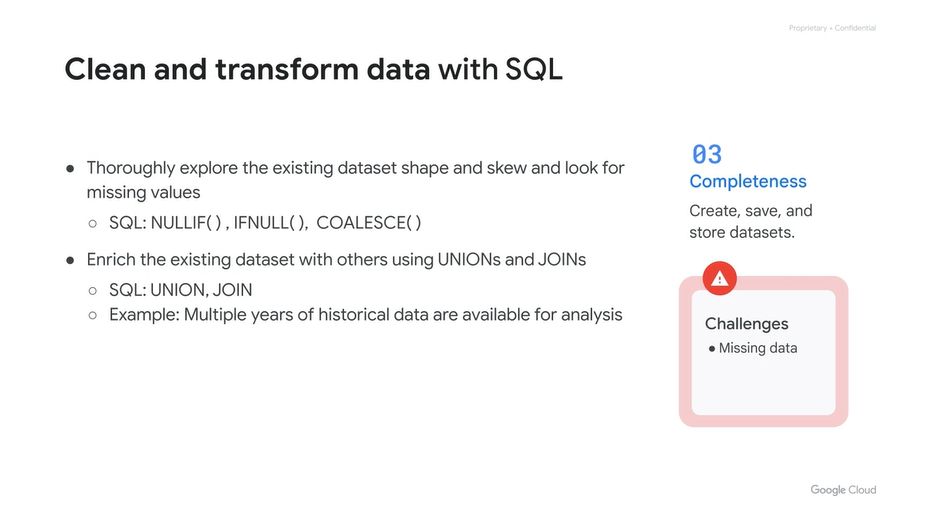 Proprietary + Confidential
Clean and transform data with SQL
● Thoroughly explore the existing dataset shape and skew and look for
missing values
○ SQL: NULLIF( ) , IFNULL( ), COALESCE( )
● Enrich the existing dataset with others using UNIONs and JOINs
○ SQL: UNION, JOIN
○ Example: Multiple years of historical data are available for analysis
03
Completeness
Create, save, and
store datasets.
Challenges
● Missing data
Google Cloud